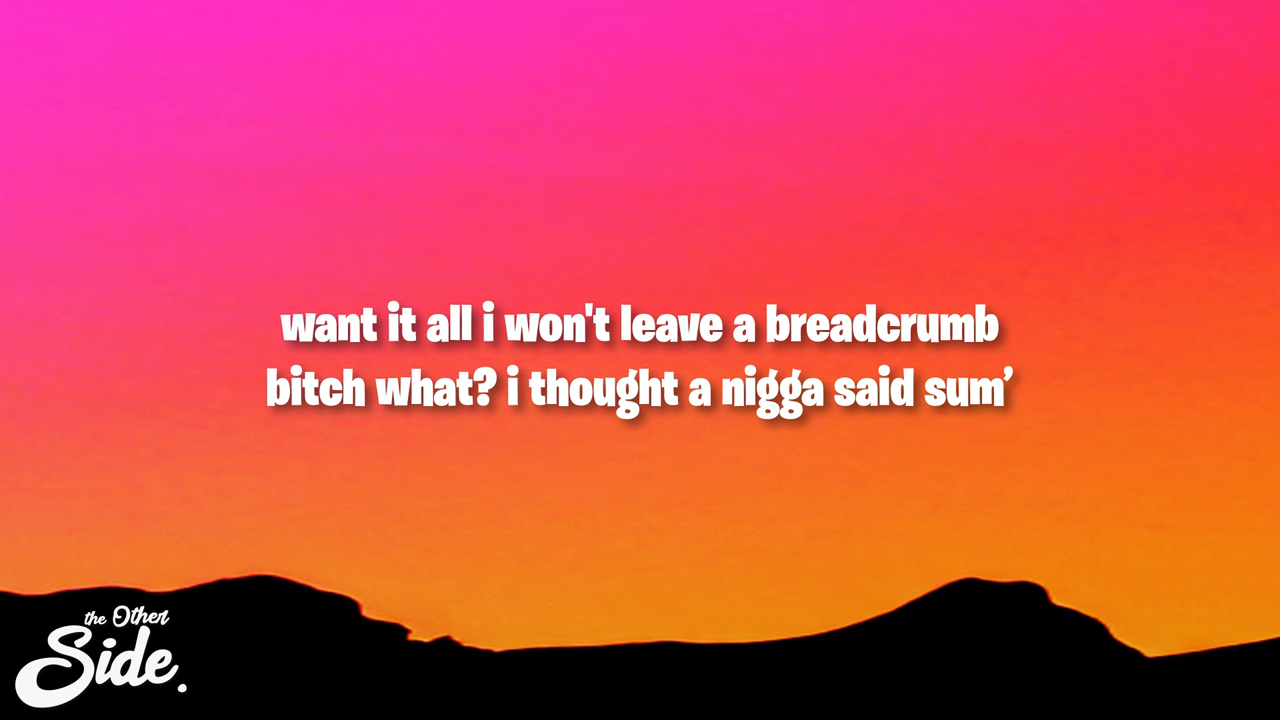 want it all i won't leave a breadcrumb
bitch what? i thought a nigga said sum’
the Other
Side.